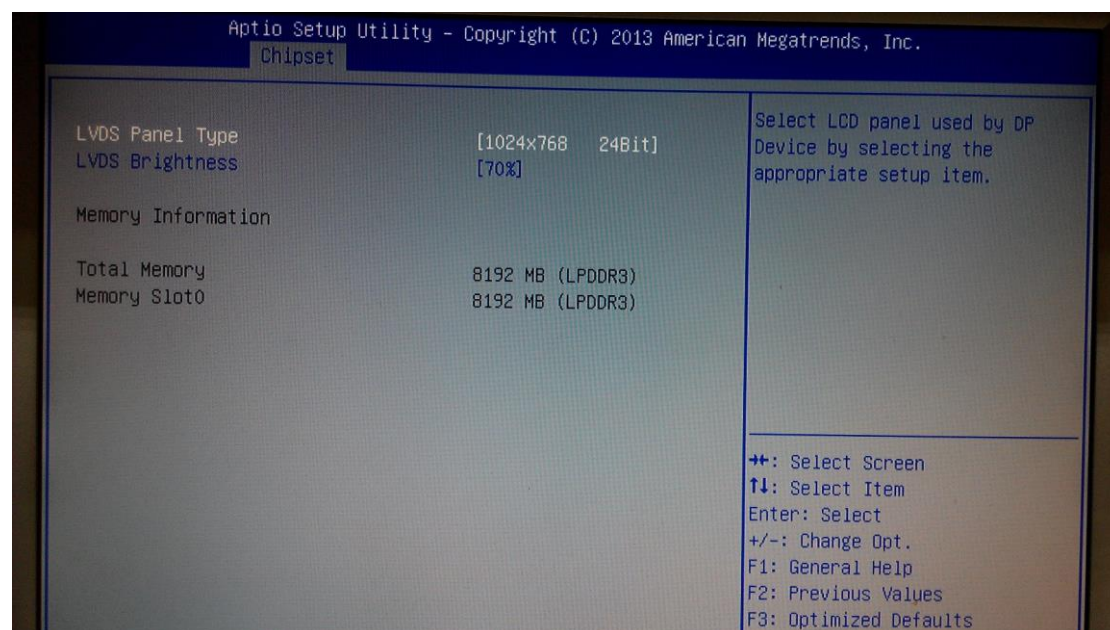 Aptio Setup Utility – Copyright (C) 2013 American Megatrends, Inc.
Chipset
LVDS Panel Type [1024x768 24Bit]
LVDS Brightness [70%]
Memory Information
Total Memory 8192 MB (LPDDR3)
Memory Slot0 8192 MB (LPDDR3)
Select LCD panel used by DP
Device by selecting the
appropriate setup item.
→←: Select Screen
↑↓: Select Item
Enter: Select
+/-: Change Opt.
F1: General Help
F2: Previous Values
F3: Optimized Defaults